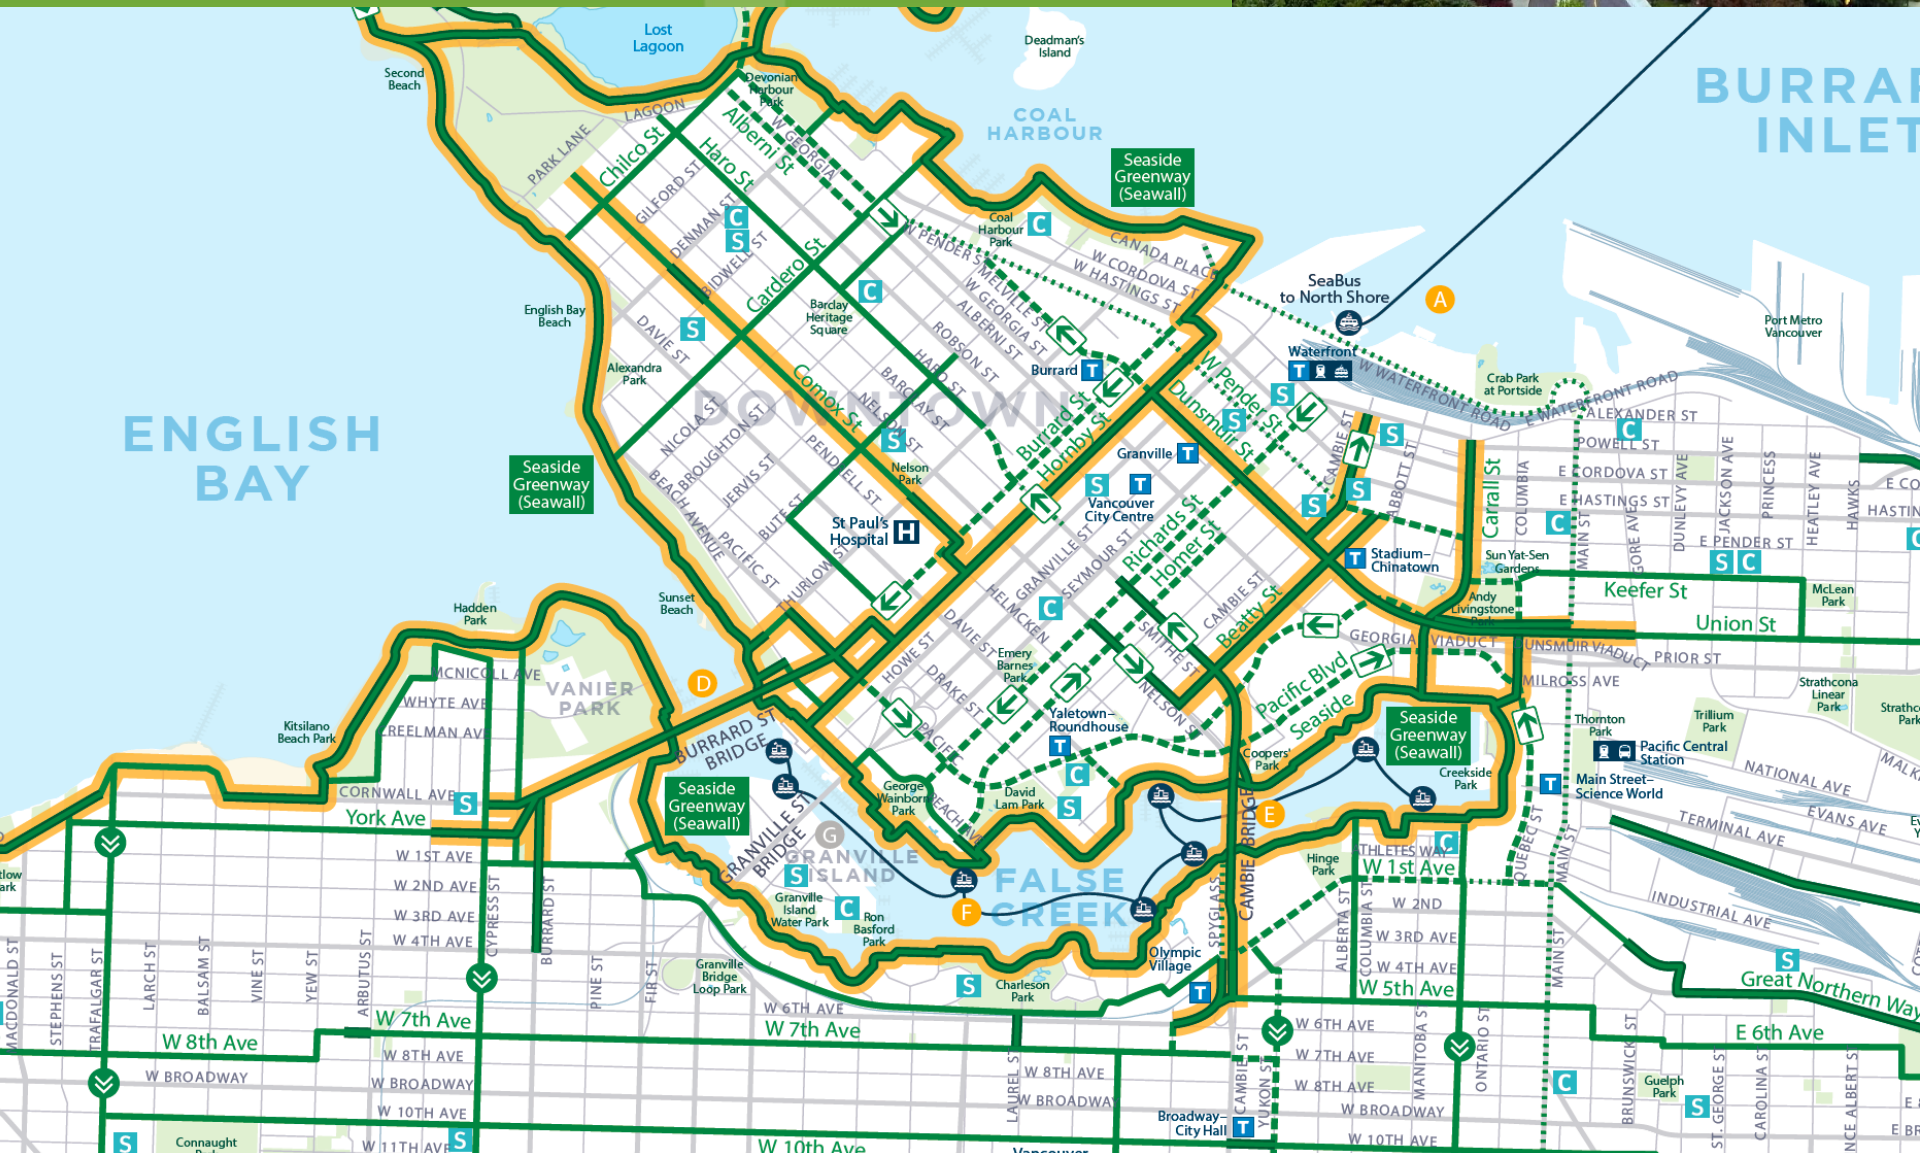 Lost
Lagoon
Deadman's
Island
Second
Beach
Devonian
Harbour
Park
COAL
HARBOUR
BURRAR
INLET
LAGOON
PARK LANE
Chilco St
Alberni St
W GEORGIA
Haro St
GILFORD ST
DENMAN ST
BIDWELL ST
Cardero St
C
S
Seaside
Greenway
(Seawall)
Coal
Harbour
Park
C
CANADA PLACE
W CORDOVA ST
W HASTINGS ST
W PENDER ST
MELVILLE ST
W GEORGIA ST
ALBERNI ST
ROBSON ST
HARO ST
BARCLAY ST
NELSON ST
SeaBus
to North Shore
A
Port Metro
Vancouver
English Bay
Beach
S
C
Barclay
Heritage
Square
DAVIE ST
Alexandra
Park
Comox St
DOWNTOWN
Burrard
T
Waterfront
T
W WATERFRONT ROAD
E WATERFRONT ROAD
Crab Park
at Portside
W Pender St
Dunsmuir St
S
S
ENGLISH
BAY
NICOLA ST
BROUGHTON ST
JERVIS ST
BUTE ST
THURLOW ST
PENDRELL ST
S
Nelson
Park
Burrard St
Hornby St
Granville
T
S
T
Vancouver
City Centre
CAMBIE ST
S
S
S
ABBOTT ST
Carrall St
COLUMBIA
ALEXANDER ST
C
POWELL ST
E CORDOVA ST
E HASTINGS ST
E PENDER ST
C
S
C
MAIN ST
GORE AVE
DUNLEVY AVE
JACKSON AVE
PRINCESS
HEATLEY AVE
HAWKS
E CO
HASTIN
C
Seaside
Greenway
(Seawall)
BEACH AVENUE
PACIFIC ST
St Paul's
Hospital
H
Richards St
Homer St
GRANVILLE ST
SEYMOUR ST
HELMCKEN
C
T
Stadium–
Chinatown
Sun Yat-Sen
Gardens
Andy
Livingstone
Park
Keefer St
McLean
Park
Union St
Hadden
Park
Sunset
Beach
CAMBIE ST
Beatty St
SMITHE ST
NELSON ST
GEORGIA VIADUCT
DUNSMUIR VIADUCT
PRIOR ST
MILROSS AVE
HOWE ST
DAVIE ST
DRAKE ST
Emery
Barnes
Park
Pacific Blvd
Seaside
Strathcona
Linear
Park
Strathc
Park
MCNICOLL AVE
WHYTE AVE
CREELMAN AVE
VANIER
PARK
D
Kitsilano
Beach Park
BURRARD ST
BRIDGE
PACIFIC
Yaletown–
Roundhouse
T
Seaside
Greenway
(Seawall)
Thornton
Park
Trillium
Park
Pacific Central
Station
T
Main Street–
Science World
Coopers'
Park
Creekside
Park
NATIONAL AVE
MALK
CORNWALL AVE
S
York Ave
Seaside
Greenway
(Seawall)
George
Wainborn
Park
BEACH AVE
David
Lam Park
C
S
E
EVANS AVE
TERMINAL AVE
INDUSTRIAL AVE
GRANVILLE ST
BRIDGE
G
GRANVILLE
ISLAND
S
Granville
Island
Water Park
C
Ron
Basford
Park
FALSE
CREEK
F
CAMBIE BRIDGE
SPYGLASS
Hinge
Park
ATHLETES WAY
C
W 1st Ave
QUEBEC ST
MAIN ST
W 1ST AVE
W 2ND AVE
W 3RD AVE
W 4TH AVE
CYPRESS ST
BURRARD ST
W 2ND
W 3RD AVE
W 4TH AVE
W 5th Ave
ALBERTA ST
COLUMBIA ST
MAIN ST
MACDONALD ST
STEPHENS ST
TRAFALGAR ST
LARCH ST
BALSAM ST
VINE ST
YEW ST
ARBUTUS ST
PINE ST
FIR ST
Granville
Bridge
Loop Park
S
Charleson
Park
Olympic
Village
T
S
Great Northern Way
W 6TH AVE
W 7th Ave
W 7th Ave
W 8th Ave
W 8TH AVE
W BROADWAY
W BROADWAY
W 10TH AVE
W 11TH AVE
S
S
Connaught
W 10th Ave
LAUREL ST
W 8TH AVE
W BROADWAY
Vancouver
Broadway–
City Hall
T
CAMBIE ST
YUKON ST
W 6TH AVE
W 7TH AVE
W 8TH AVE
W BROADWAY
W 10TH AVE
MANITOBA ST
ONTARIO ST
C
E 6th Ave
BRUNSWICK ST
Guelph
Park
S
ST. GEORGE ST
CAROLINA ST
NCE ALBERT ST
E BR